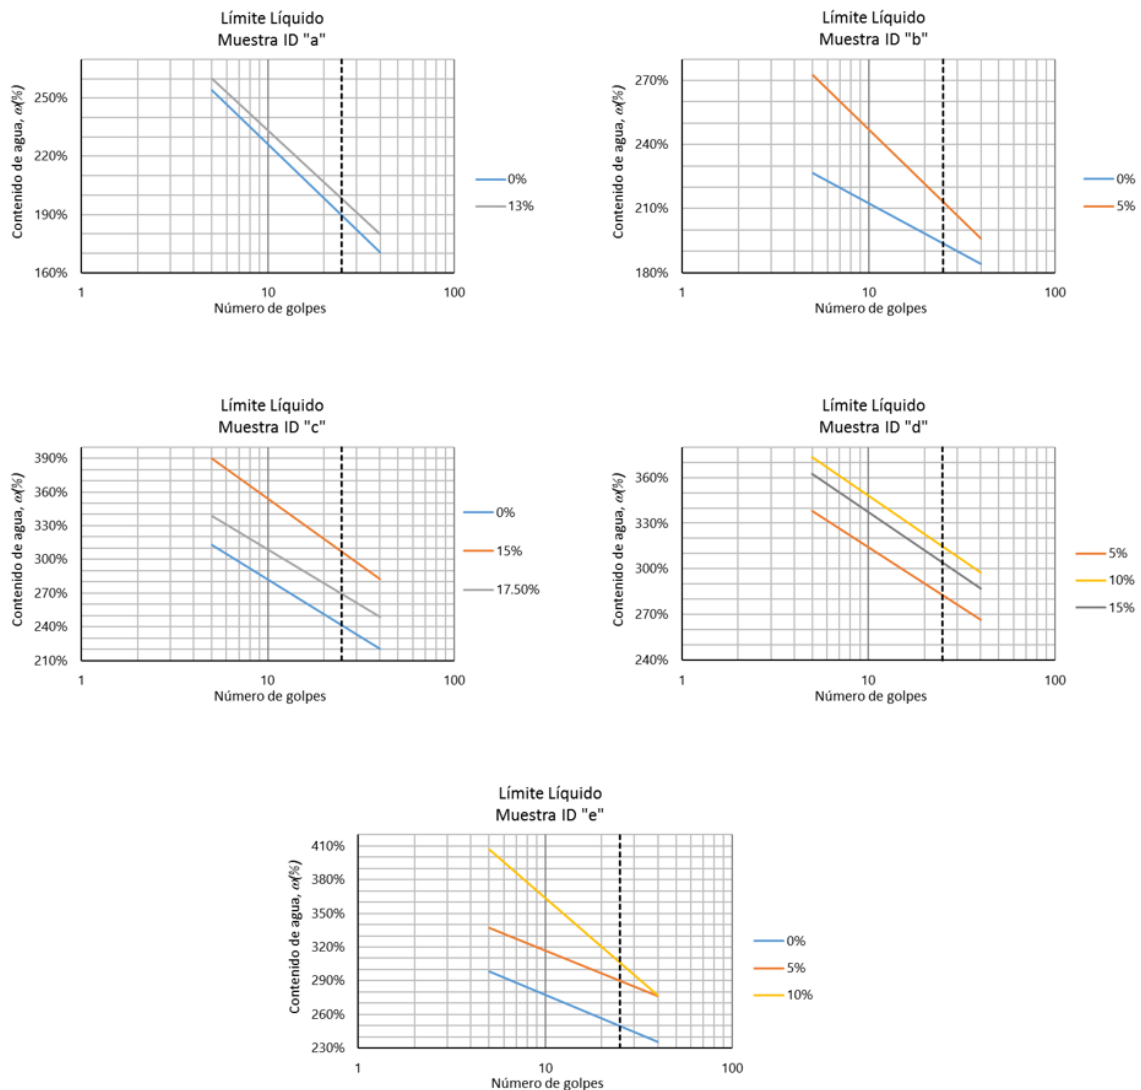 Límite Líquido
Muestra ID "a"
Contenido de agua, ω(%)
250%
220%
190%
160%
1
10
100
Número de golpes
0%
13%
Límite Líquido
Muestra ID "b"
Contenido de agua, ω(%)
270%
240%
210%
180%
1
10
100
Número de golpes
0%
5%
Límite Líquido
Muestra ID "c"
Contenido de agua, ω(%)
390%
360%
330%
300%
270%
240%
210%
1
10
100
Número de golpes
0%
15%
17.50%
Límite Líquido
Muestra ID "d"
Contenido de agua, ω(%)
360%
330%
300%
270%
240%
1
10
100
Número de golpes
5%
10%
15%
Límite Líquido
Muestra ID "e"
Contenido de agua, ω(%)
410%
380%
350%
320%
290%
260%
230%
1
10
100
Número de golpes
0%
5%
10%